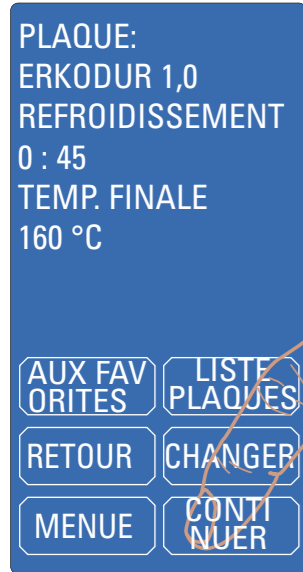 PLAQUE:
ERKODUR 1,0
REFROIDISSEMENT
0 : 45
TEMP. FINALE
160 °C
AUX FAV
ORITES
LISTE
PLAQUES
RETOUR
CHANGER
MENUE
CONTI
NUER